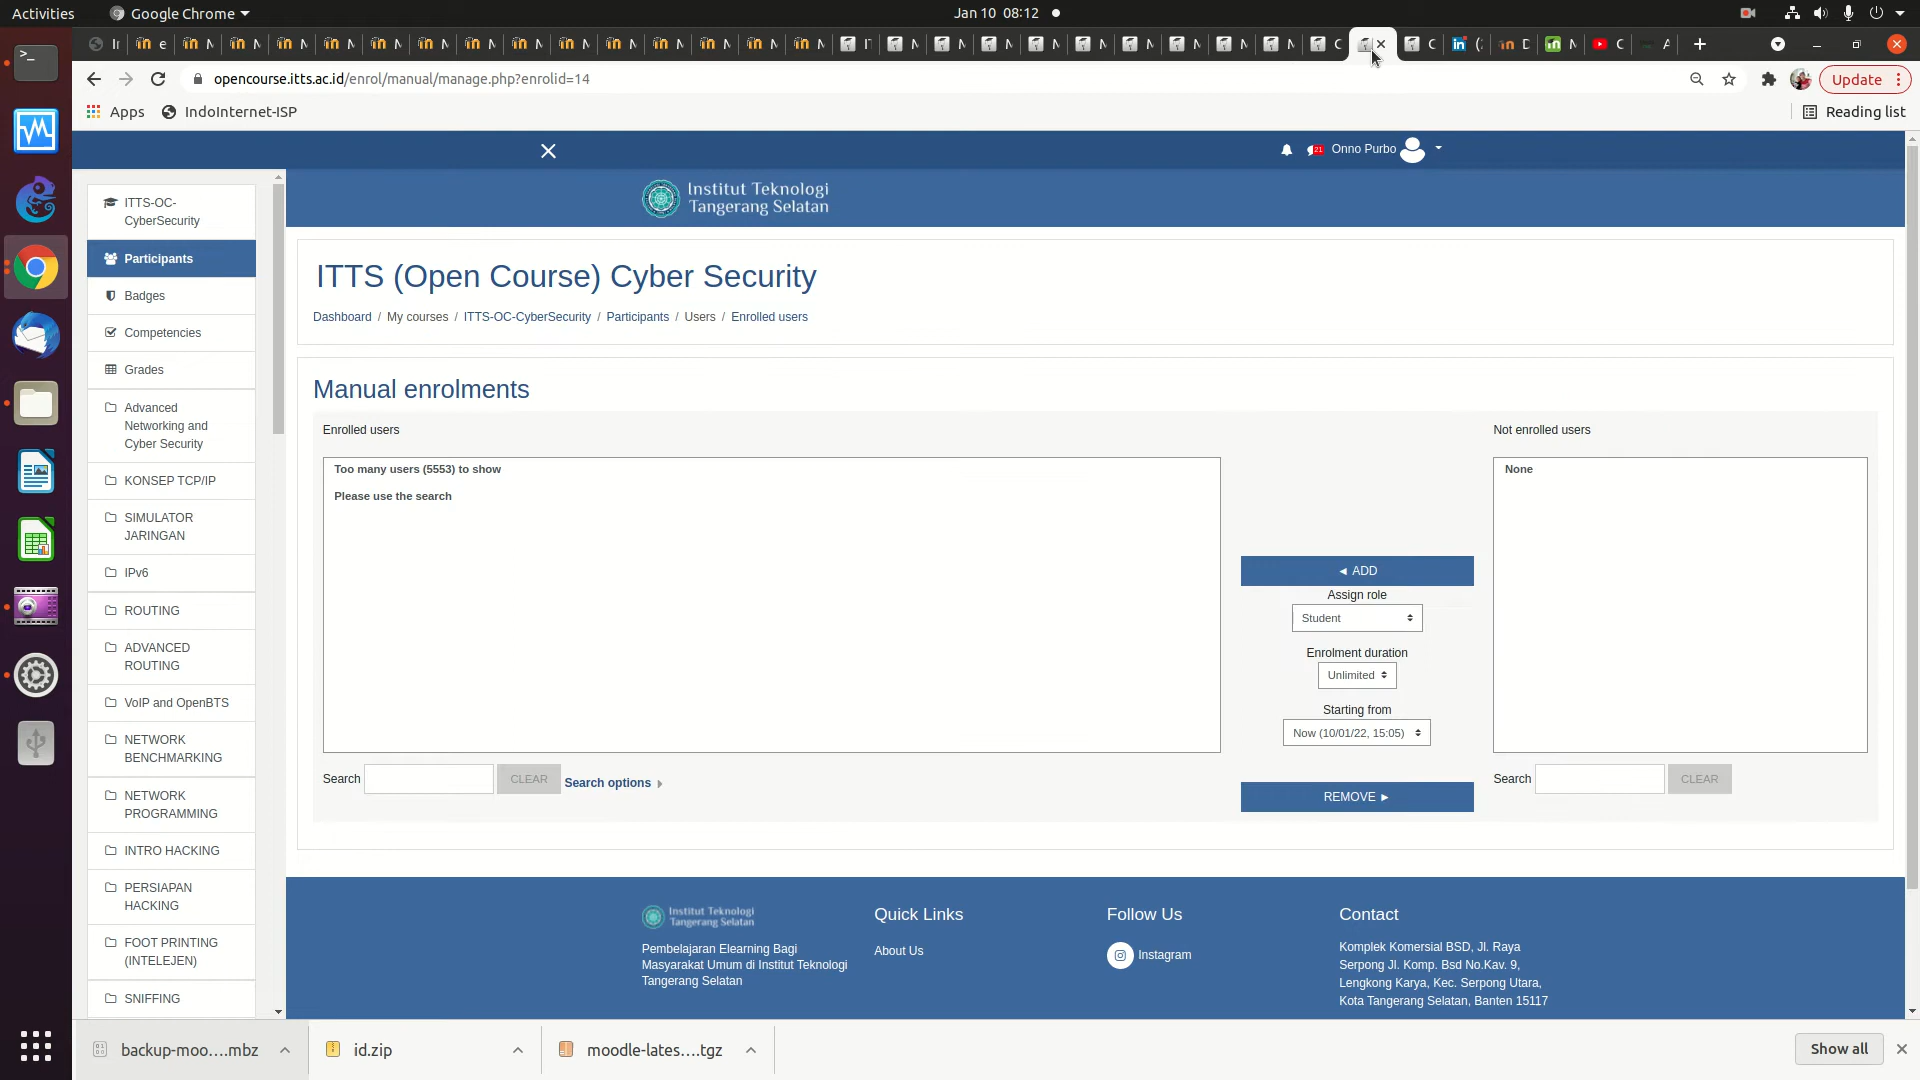 Activities
Google Chrome
Jan 10 08:12
opencourse.itts.ac.id/enrol/manual/manage.php?enrolid=14
Update
Apps
IndoInternet-ISP
Reading list
21
Onno Purbo
Institut Teknologi
Tangerang Selatan
ITTS-OC-
CyberSecurity
Participants
Badges
Competencies
Grades
Advanced
Networking and
Cyber Security
KONSEP TCP/IP
SIMULATOR
JARINGAN
IPv6
ROUTING
ADVANCED
ROUTING
VoIP and OpenBTS
NETWORK
BENCHMARKING
NETWORK
PROGRAMMING
INTRO HACKING
PERSIAPAN
HACKING
FOOT PRINTING
(INTELEJEN)
SNIFFING
ITTS (Open Course) Cyber Security
Dashboard / My courses / ITTS-OC-CyberSecurity / Participants / Users / Enrolled users
Manual enrolments
Enrolled users
Too many users (5553) to show
Please use the search
Search
CLEAR
Search options
◄ ADD
Assign role
Student
Enrolment duration
Unlimited
Starting from
Now (10/01/22, 15:05)
REMOVE ►
Not enrolled users
None
Search
CLEAR
Institut Teknologi
Tangerang Selatan
Pembelajaran Elearning Bagi
Masyarakat Umum di Institut Teknologi
Tangerang Selatan
Quick Links
About Us
Follow Us
Instagram
Contact
Komplek Komersial BSD, Jl. Raya
Serpong Jl. Komp. Bsd No.Kav. 9,
Lengkong Karya, Kec. Serpong Utara,
Kota Tangerang Selatan, Banten 15117
backup-moo....mbz
id.zip
moodle-lates....tgz
Show all